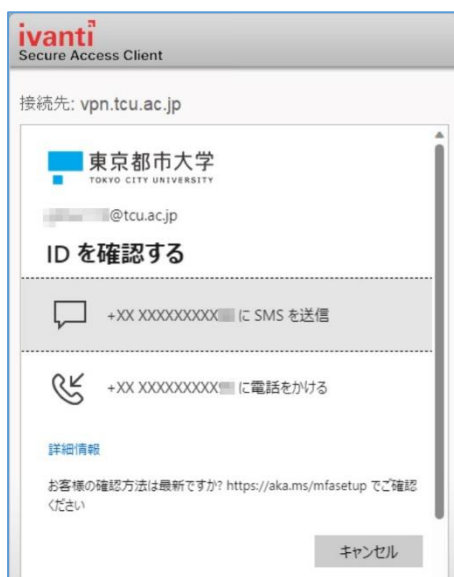 ivanti
Secure Access Client
接続先: vpn.tcu.ac.jp
東京都市大学
TOKYO CITY UNIVERSITY
@tcu.ac.jp
ID を確認する
+XX XXXXXXXXX に SMS を送信
+XX XXXXXXXXX に電話をかける
詳細情報
お客様の確認方法は最新ですか? https://aka.ms/mfasetup でご確認
ください
キャンセル